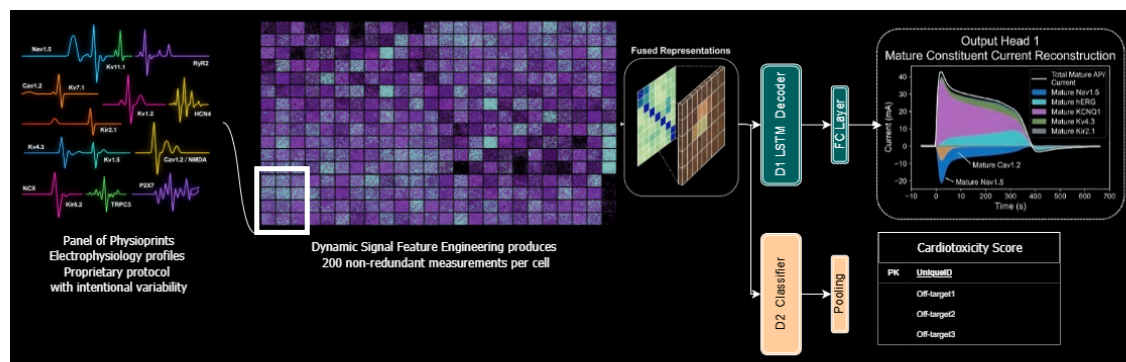 Nav1.5
Kv11.1
RyR2
Cav1.2
Kv7.1
Kv1.2
HCN4
Kir2.1
Kv4.3
Kv1.5
Cav1.2 / NMDA
NCX
Kir6.2
TRPC3
P2X7
Panel of Physioprints
Electrophysiology profiles
Proprietary protocol
with intentional variability
Dynamic Signal Feature Engineering produces
200 non-redundant measurements per cell
Fused Representations
D1 LSTM Decoder
FC Layer
D2 Classifier
Pooling
Output Head 1
Mature Constituent Current Reconstruction
Current (mA)
40
30
20
10
0
−10
−20
Total Mature AP/
Current
Mature Nav1.5
Mature hERG
Mature KCNQ1
Mature Kv4.3
Mature Kir2.1
Mature Cav1.2
Mature Nav1.5
0 100 200 300 400 500 600 700
Time (s)
Cardiotoxicity Score
PK UniqueID
Off-target1
Off-target2
Off-target3